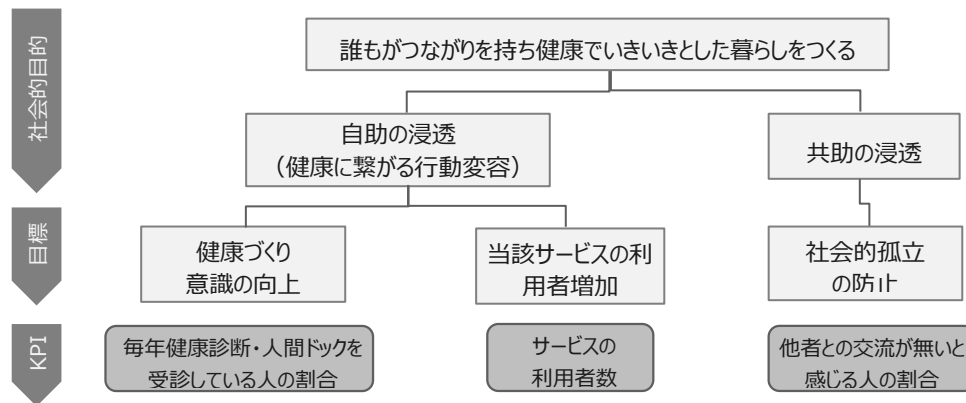 社会的目的
誰もがつながりを持ち健康でいきいきとした暮らしをつくる
自助の浸透
（健康に繋がる行動変容）
共助の浸透
目標
健康づくり
意識の向上
当該サービスの利
用者増加
社会的孤立
の防止
KPI
毎年健康診断・人間ドックを
受診している人の割合
サービスの
利用者数
他者との交流が無いと
感じる人の割合